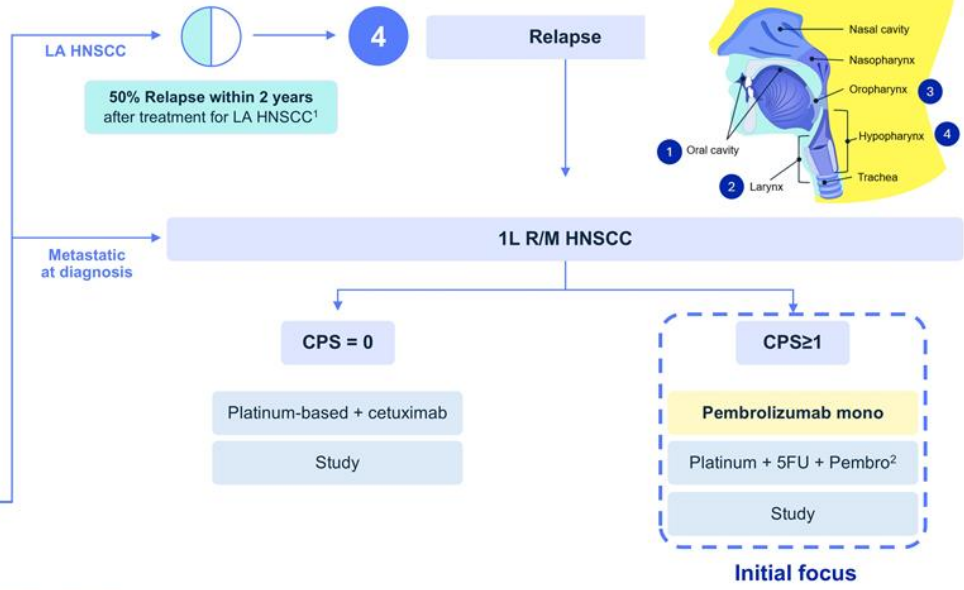 LA HNSCC
4
Relapse
50% Relapse within 2 years
after treatment for LA HNSCC¹
Nasal cavity
Nasopharynx
Oropharynx 3
Hypopharynx 4
1 Oral cavity
Trachea
2 Larynx
1L R/M HNSCC
Metastatic
at diagnosis
CPS = 0
CPS≥1
Platinum-based + cetuximab
Pembrolizumab mono
Study
Platinum + 5FU + Pembro²
Study
Initial focus